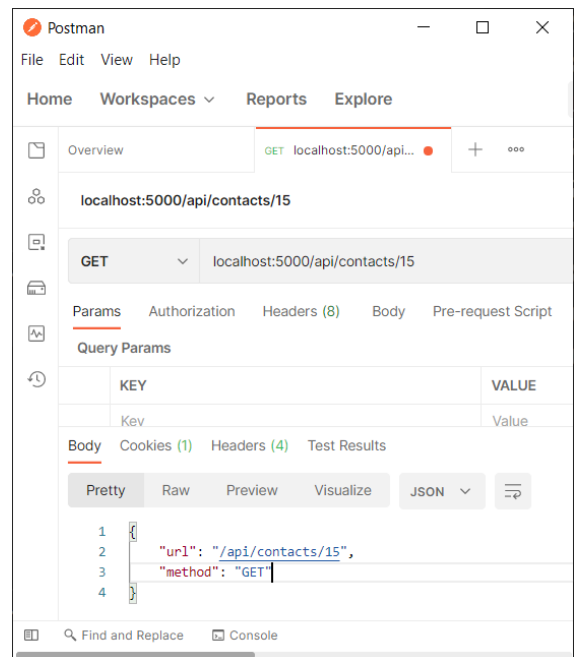 Postman
File Edit View Help
Home Workspaces Reports Explore
Overview GET localhost:5000/api...
localhost:5000/api/contacts/15
GET localhost:5000/api/contacts/15
Params Authorization Headers (8) Body Pre-request Script
Query Params
KEY VALUE
Key Value
Body Cookies (1) Headers (4) Test Results
Pretty Raw Preview Visualize JSON
1 {
2 "url": "/api/contacts/15",
3 "method": "GET"
4 }
Find and Replace Console